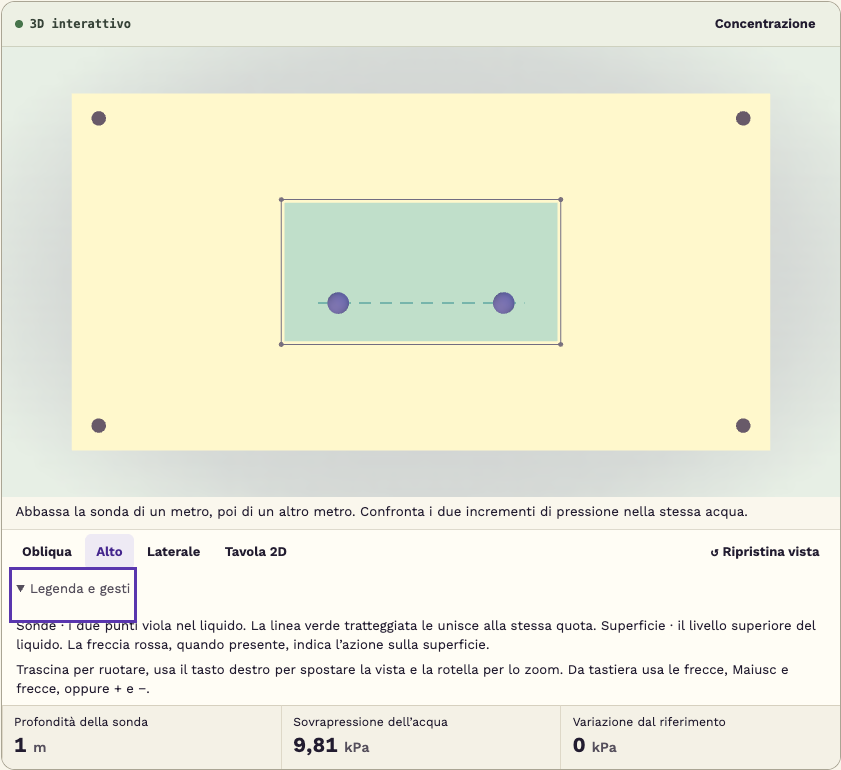 3D interattivo
Concentrazione
Abbassa la sonda di un metro, poi di un altro metro. Confronta i due incrementi di pressione nella stessa acqua.
Obliqua Alto Laterale Tavola 2D ↺ Ripristina vista
▼ Legenda e gesti
Sonde · i due punti viola nel liquido. La linea verde tratteggiata le unisce alla stessa quota. Superficie · il livello superiore del
liquido. La freccia rossa, quando presente, indica l’azione sulla superficie.
Trascina per ruotare, usa il tasto destro per spostare la vista e la rotella per lo zoom. Da tastiera usa le frecce, Maiusc e
frecce, oppure + e −.
Profondità della sonda
1 m
Sovrapressione dell’acqua
9,81 kPa
Variazione dal riferimento
0 kPa